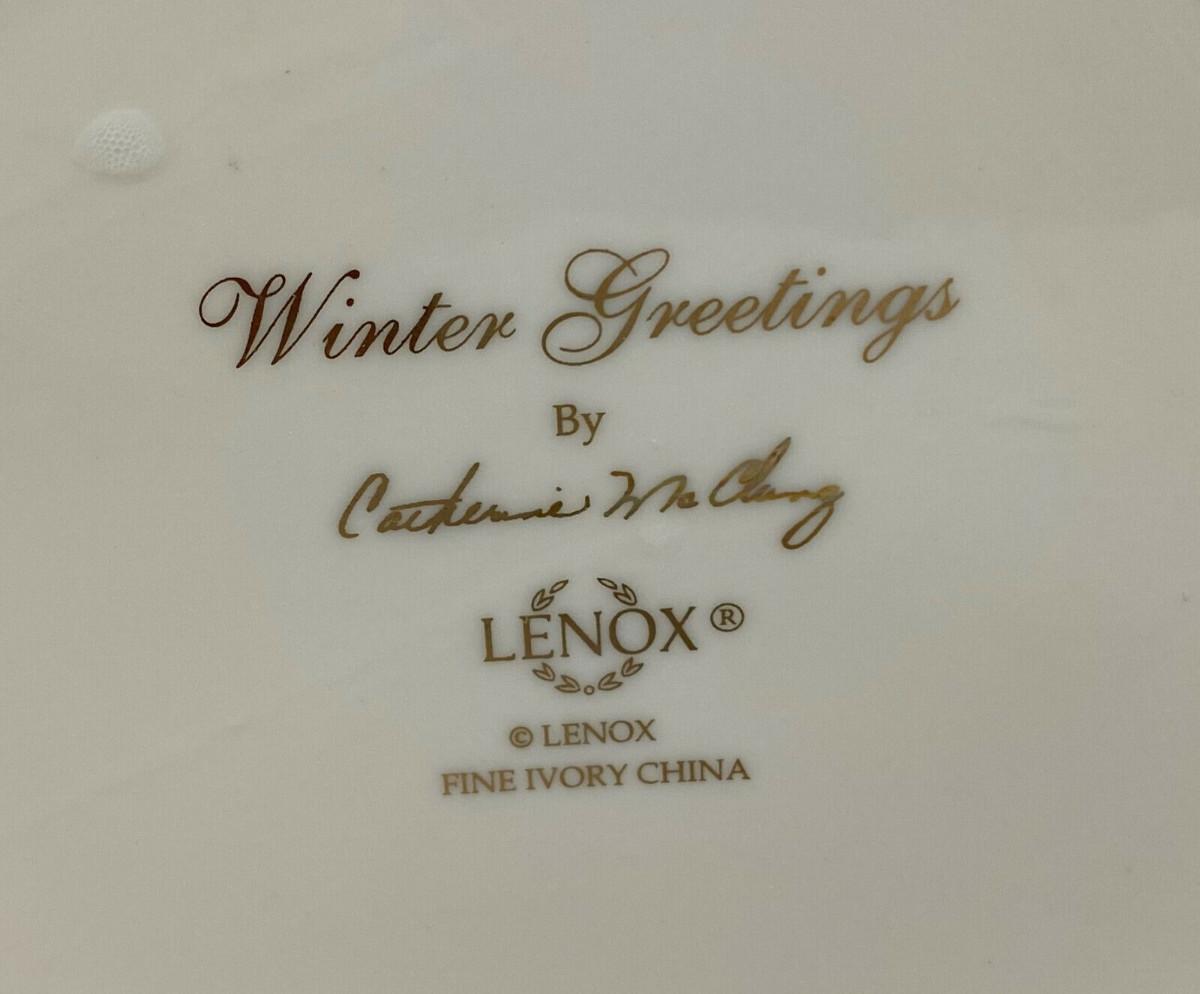 Winter Greetings
By
Catherine McClung
LENOX®
© LENOX
FINE IVORY CHINA